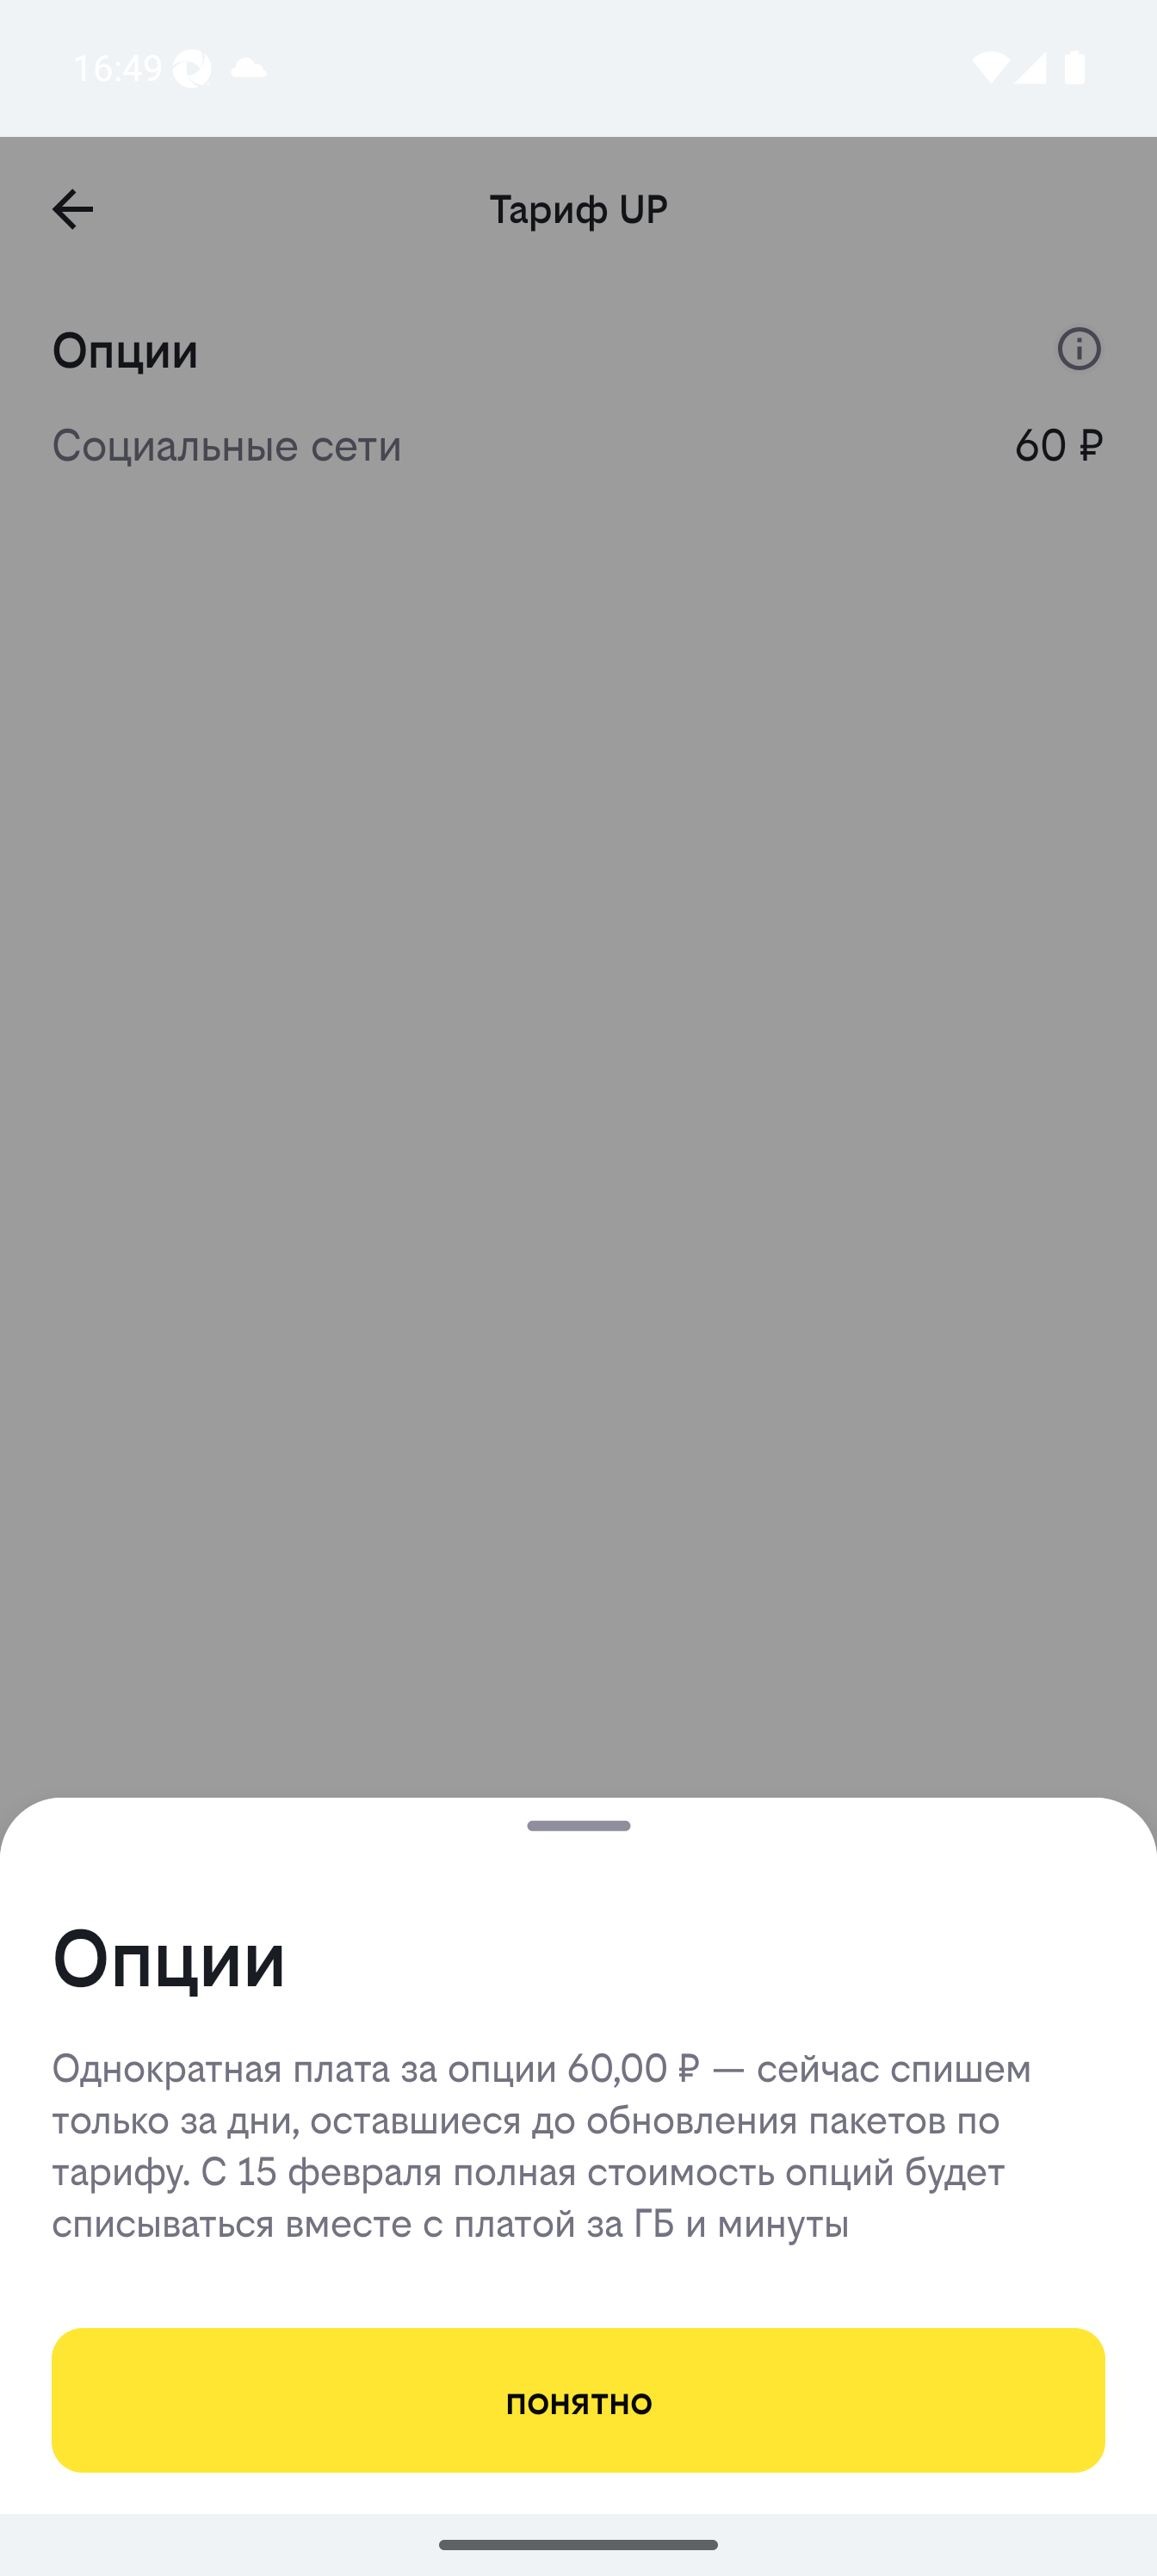 16:49
Тариф UP
Опции
Социальные сети 60 ₽
Опции
Однократная плата за опции 60,00 ₽ — сейчас спишем
только за дни, оставшиеся до обновления пакетов по
тарифу. С 15 февраля полная стоимость опций будет
списываться вместе с платой за ГБ и минуты
понятно